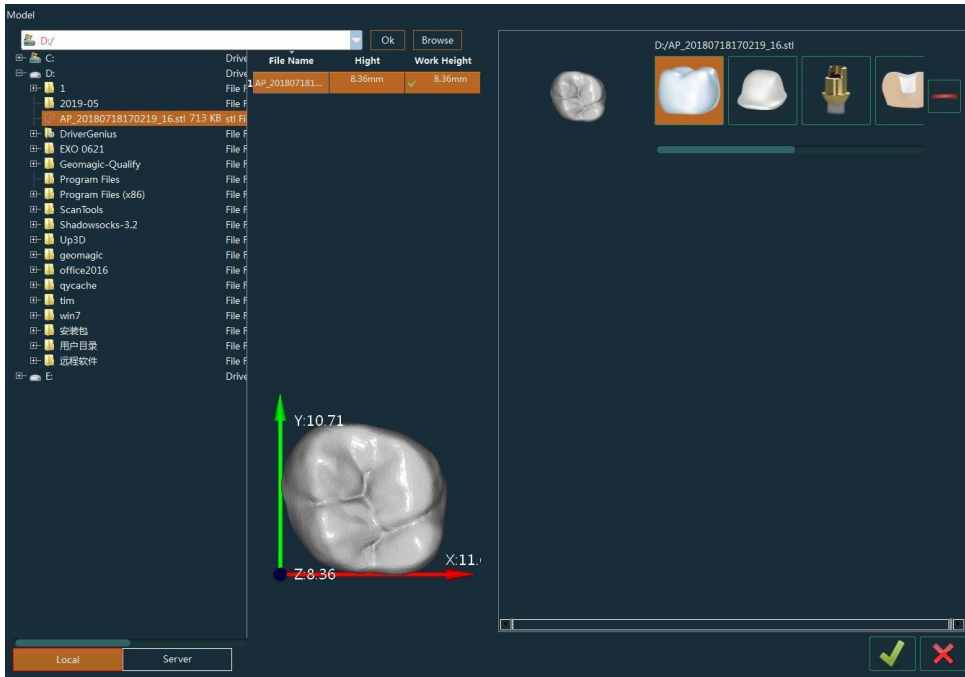 Model
D:/
Ok
Browse
C: Drive
D: Drive
1 File F
2019-05 File F
AP_20180718170219_16.stl 713 KB stl Fi
DriverGenius File F
EXO 0621 File F
Geomagic-Qualify File F
Program Files File F
Program Files (x86) File F
ScanTools File F
Shadowsocks-3.2 File F
Up3D File F
geomagic File F
office2016 File F
qycache File F
tim File F
win7 File F
安装包 File F
用户目录 File F
远程软件 File F
E: Drive
File Name Hight Work Height
1 AP_201807181... 8.36mm 8.36mm
Y:10.71
X:11.
Z:8.36
D:/AP_20180718170219_16.stl
Local
Server